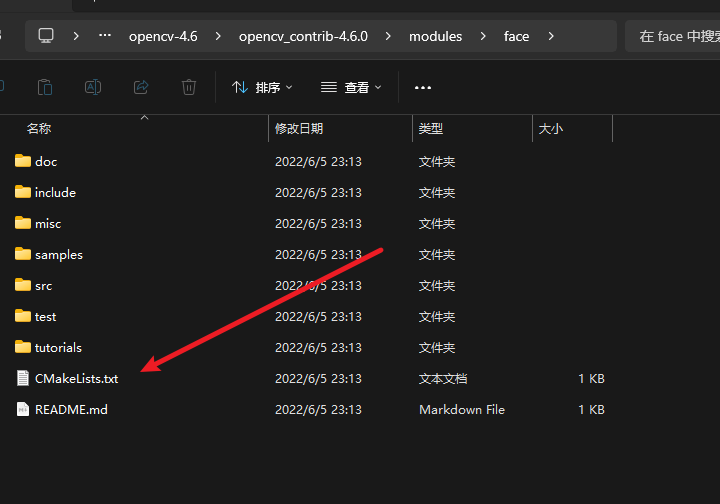 opencv-4.6 opencv_contrib-4.6.0 modules face 在 face 中搜索
排序 查看
名称 修改日期 类型 大小
doc 2022/6/5 23:13 文件夹
include 2022/6/5 23:13 文件夹
misc 2022/6/5 23:13 文件夹
samples 2022/6/5 23:13 文件夹
src 2022/6/5 23:13 文件夹
test 2022/6/5 23:13 文件夹
tutorials 2022/6/5 23:13 文件夹
CMakeLists.txt 2022/6/5 23:13 文本文档 1 KB
README.md 2022/6/5 23:13 Markdown File 1 KB